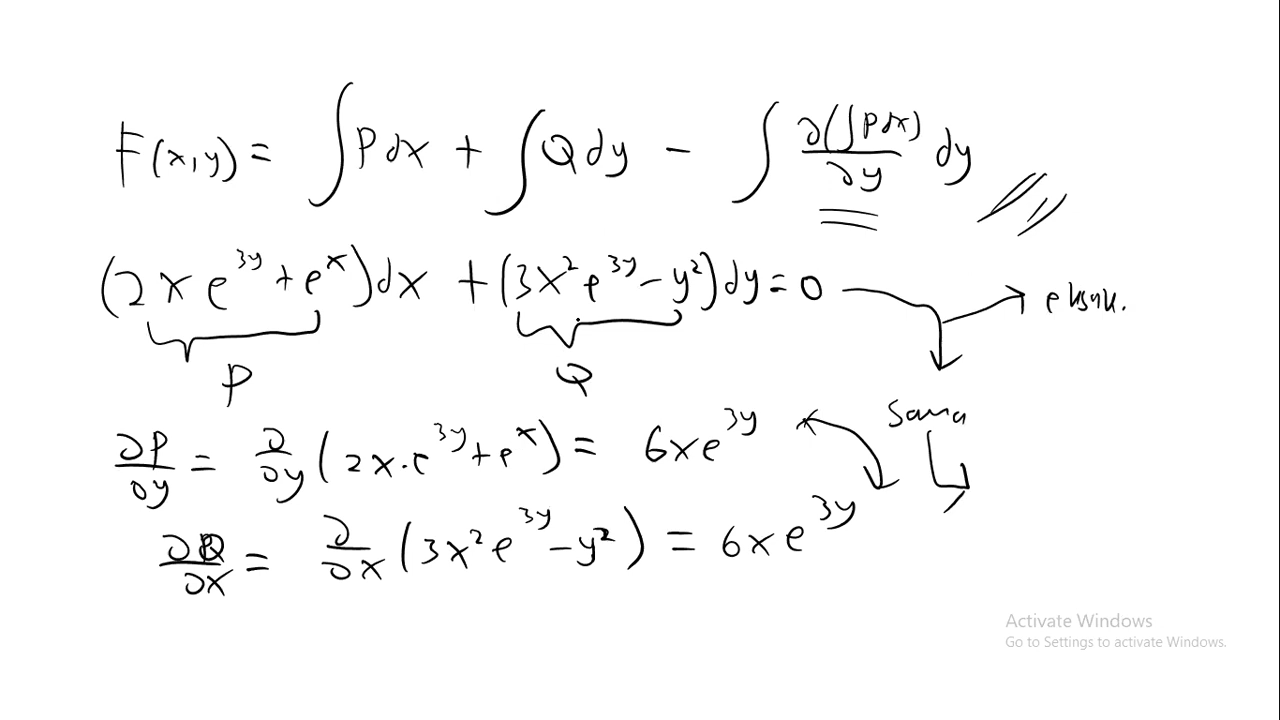 F(x,y) = ∫ P dx + ∫ Q dy - ∫ ∂(∫ P dx)/∂y dy
(2xe^{3y} + e^x)dx + (3x²e^{3y} - y²)dy = 0 → eksak.
P Q
sama
∂P/∂y = ∂/∂y (2x·e^{3y} + e^x) = 6xe^{3y}
∂Q/∂x = ∂/∂x (3x²e^{3y} - y²) = 6xe^{3y}
Activate Windows
Go to Settings to activate Windows.